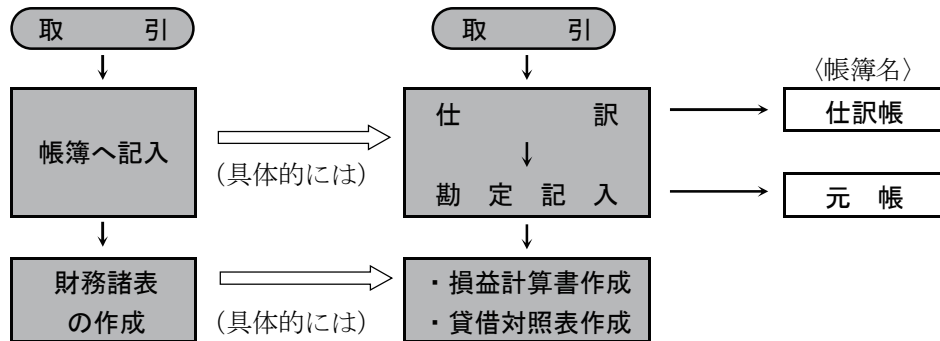 取 引
取 引
〈帳簿名〉
帳簿へ記入
(具体的には)
仕 訳
仕訳帳
勘 定 記 入
元 帳
財務諸表
の作成
(具体的には)
・損益計算書作成
・貸借対照表作成